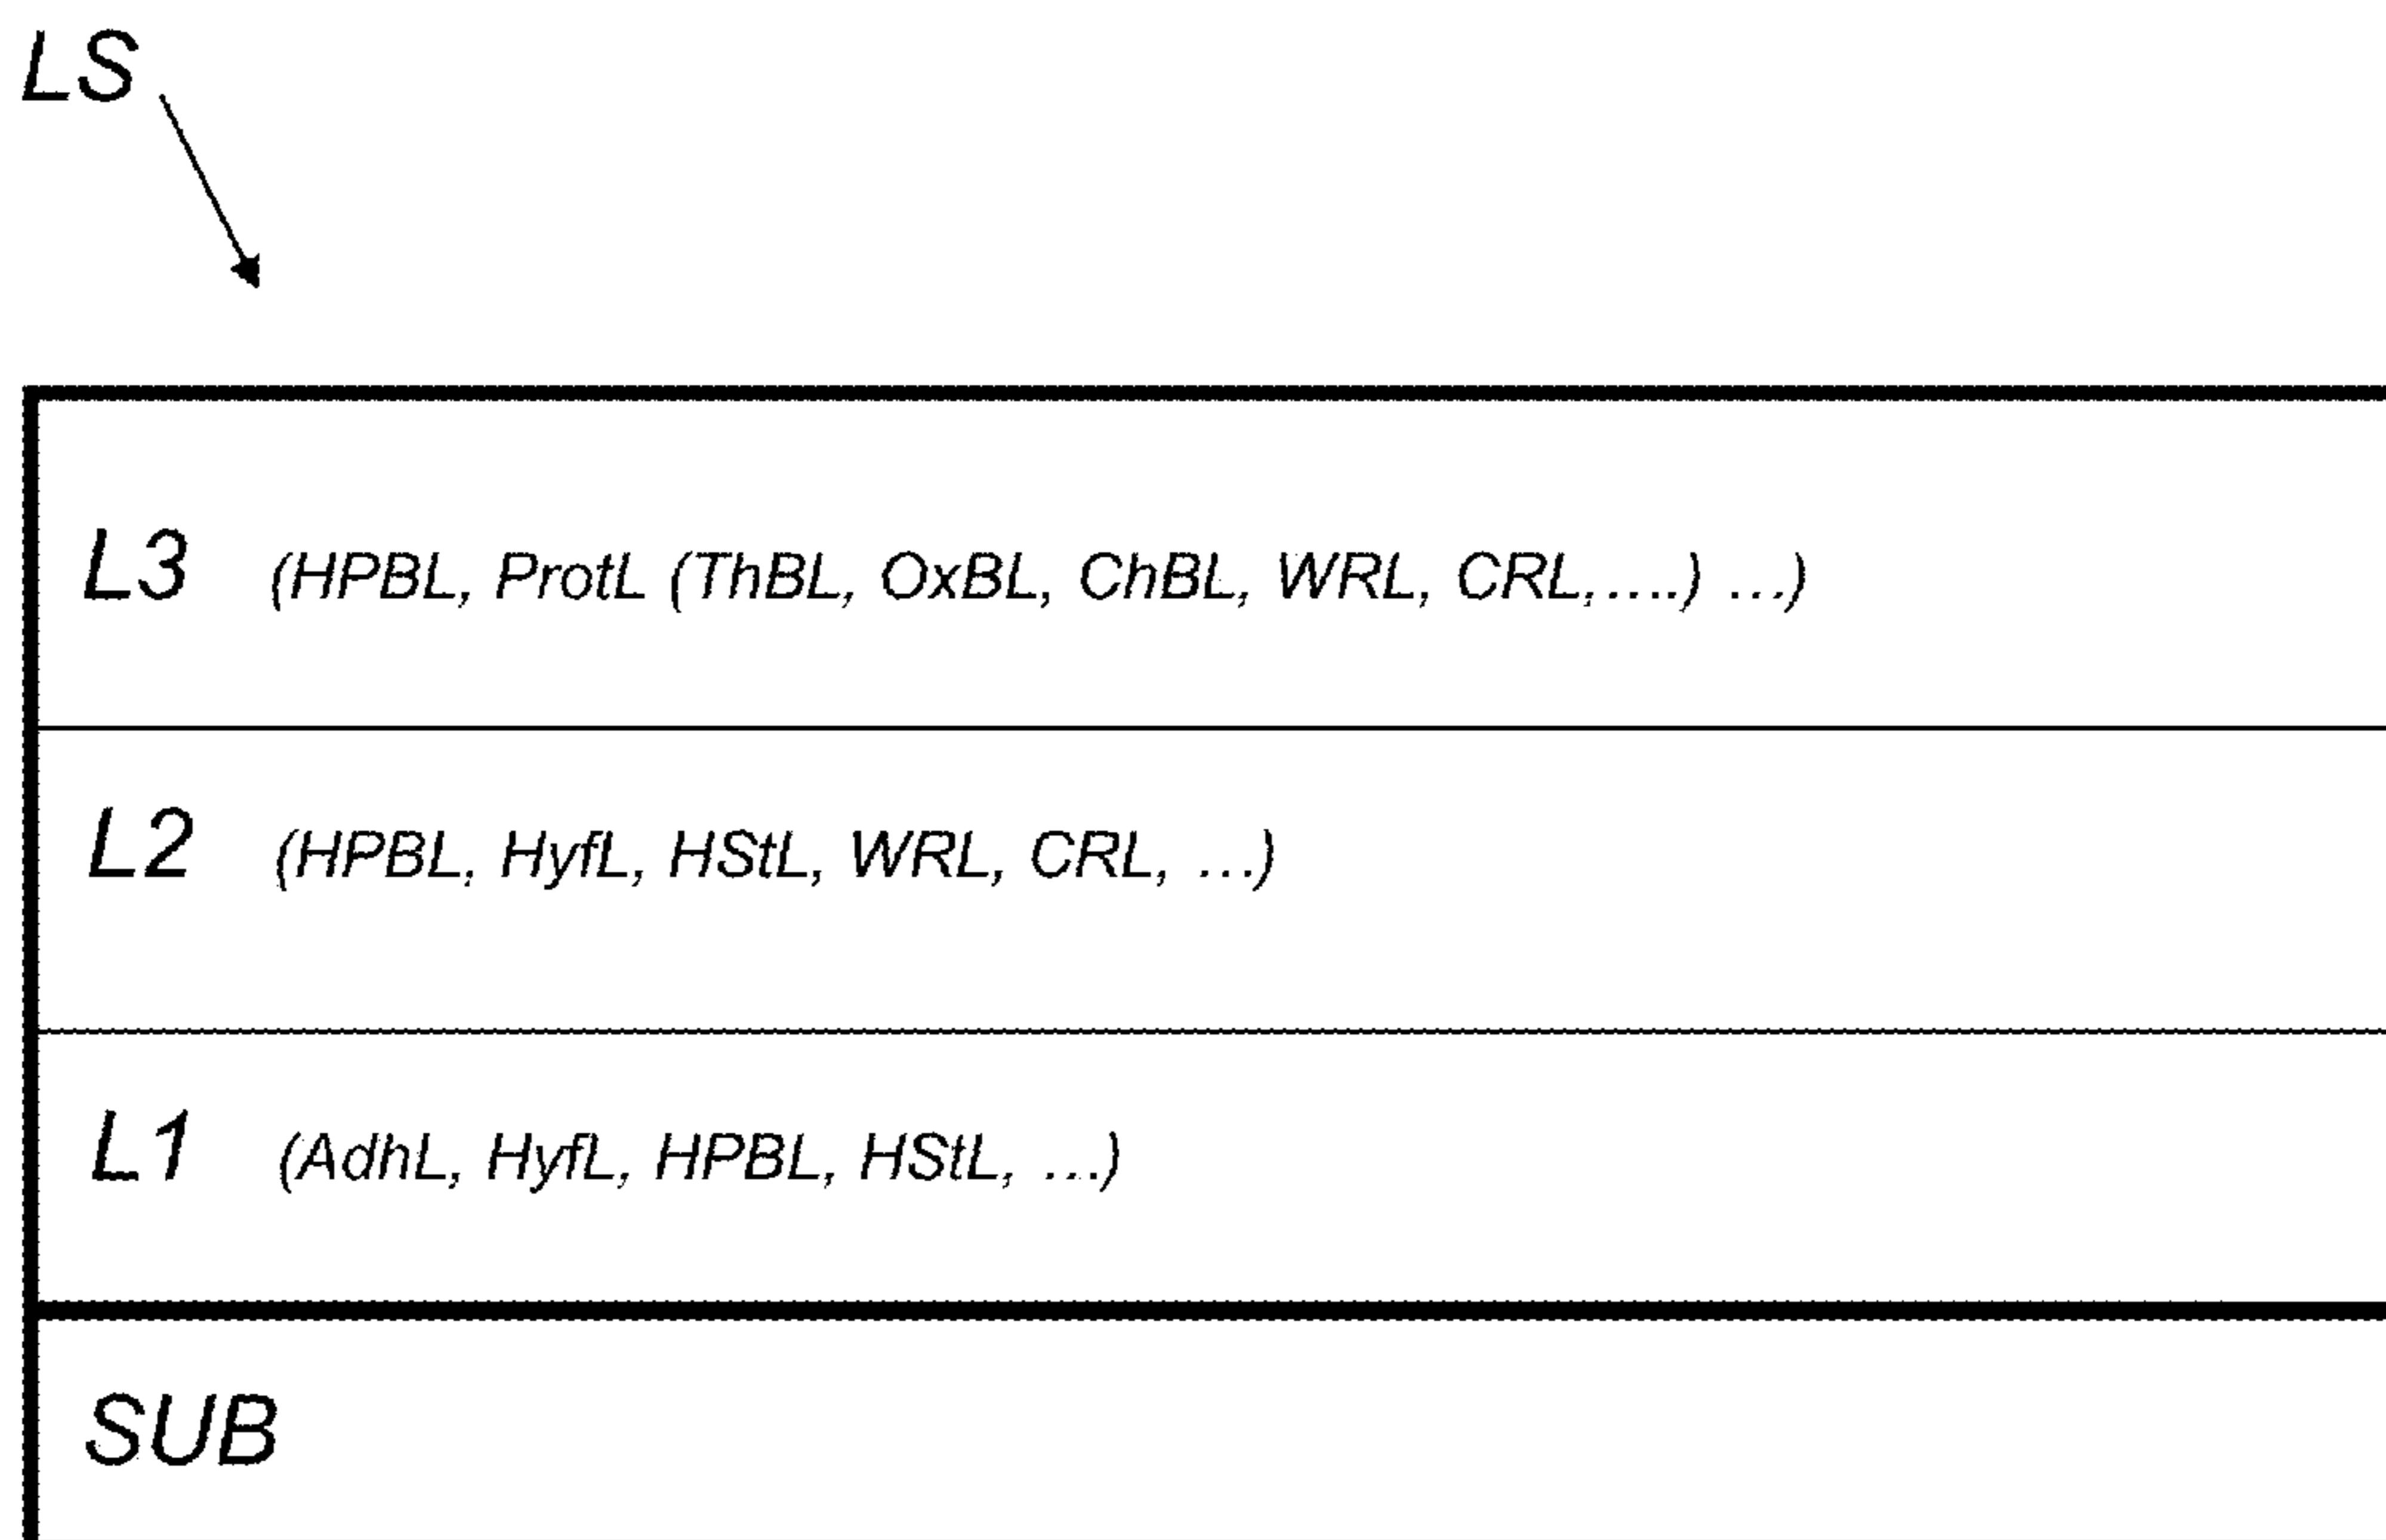 LS
L3 (HPBL, ProtL (ThBL, OxBL, ChBL, WRL, CRL,....) ...)
L2 (HPBL, HyfL, HStL, WRL, CRL, ...)
L1 (AdhL, HyfL, HPBL, HStL, ...)
SUB